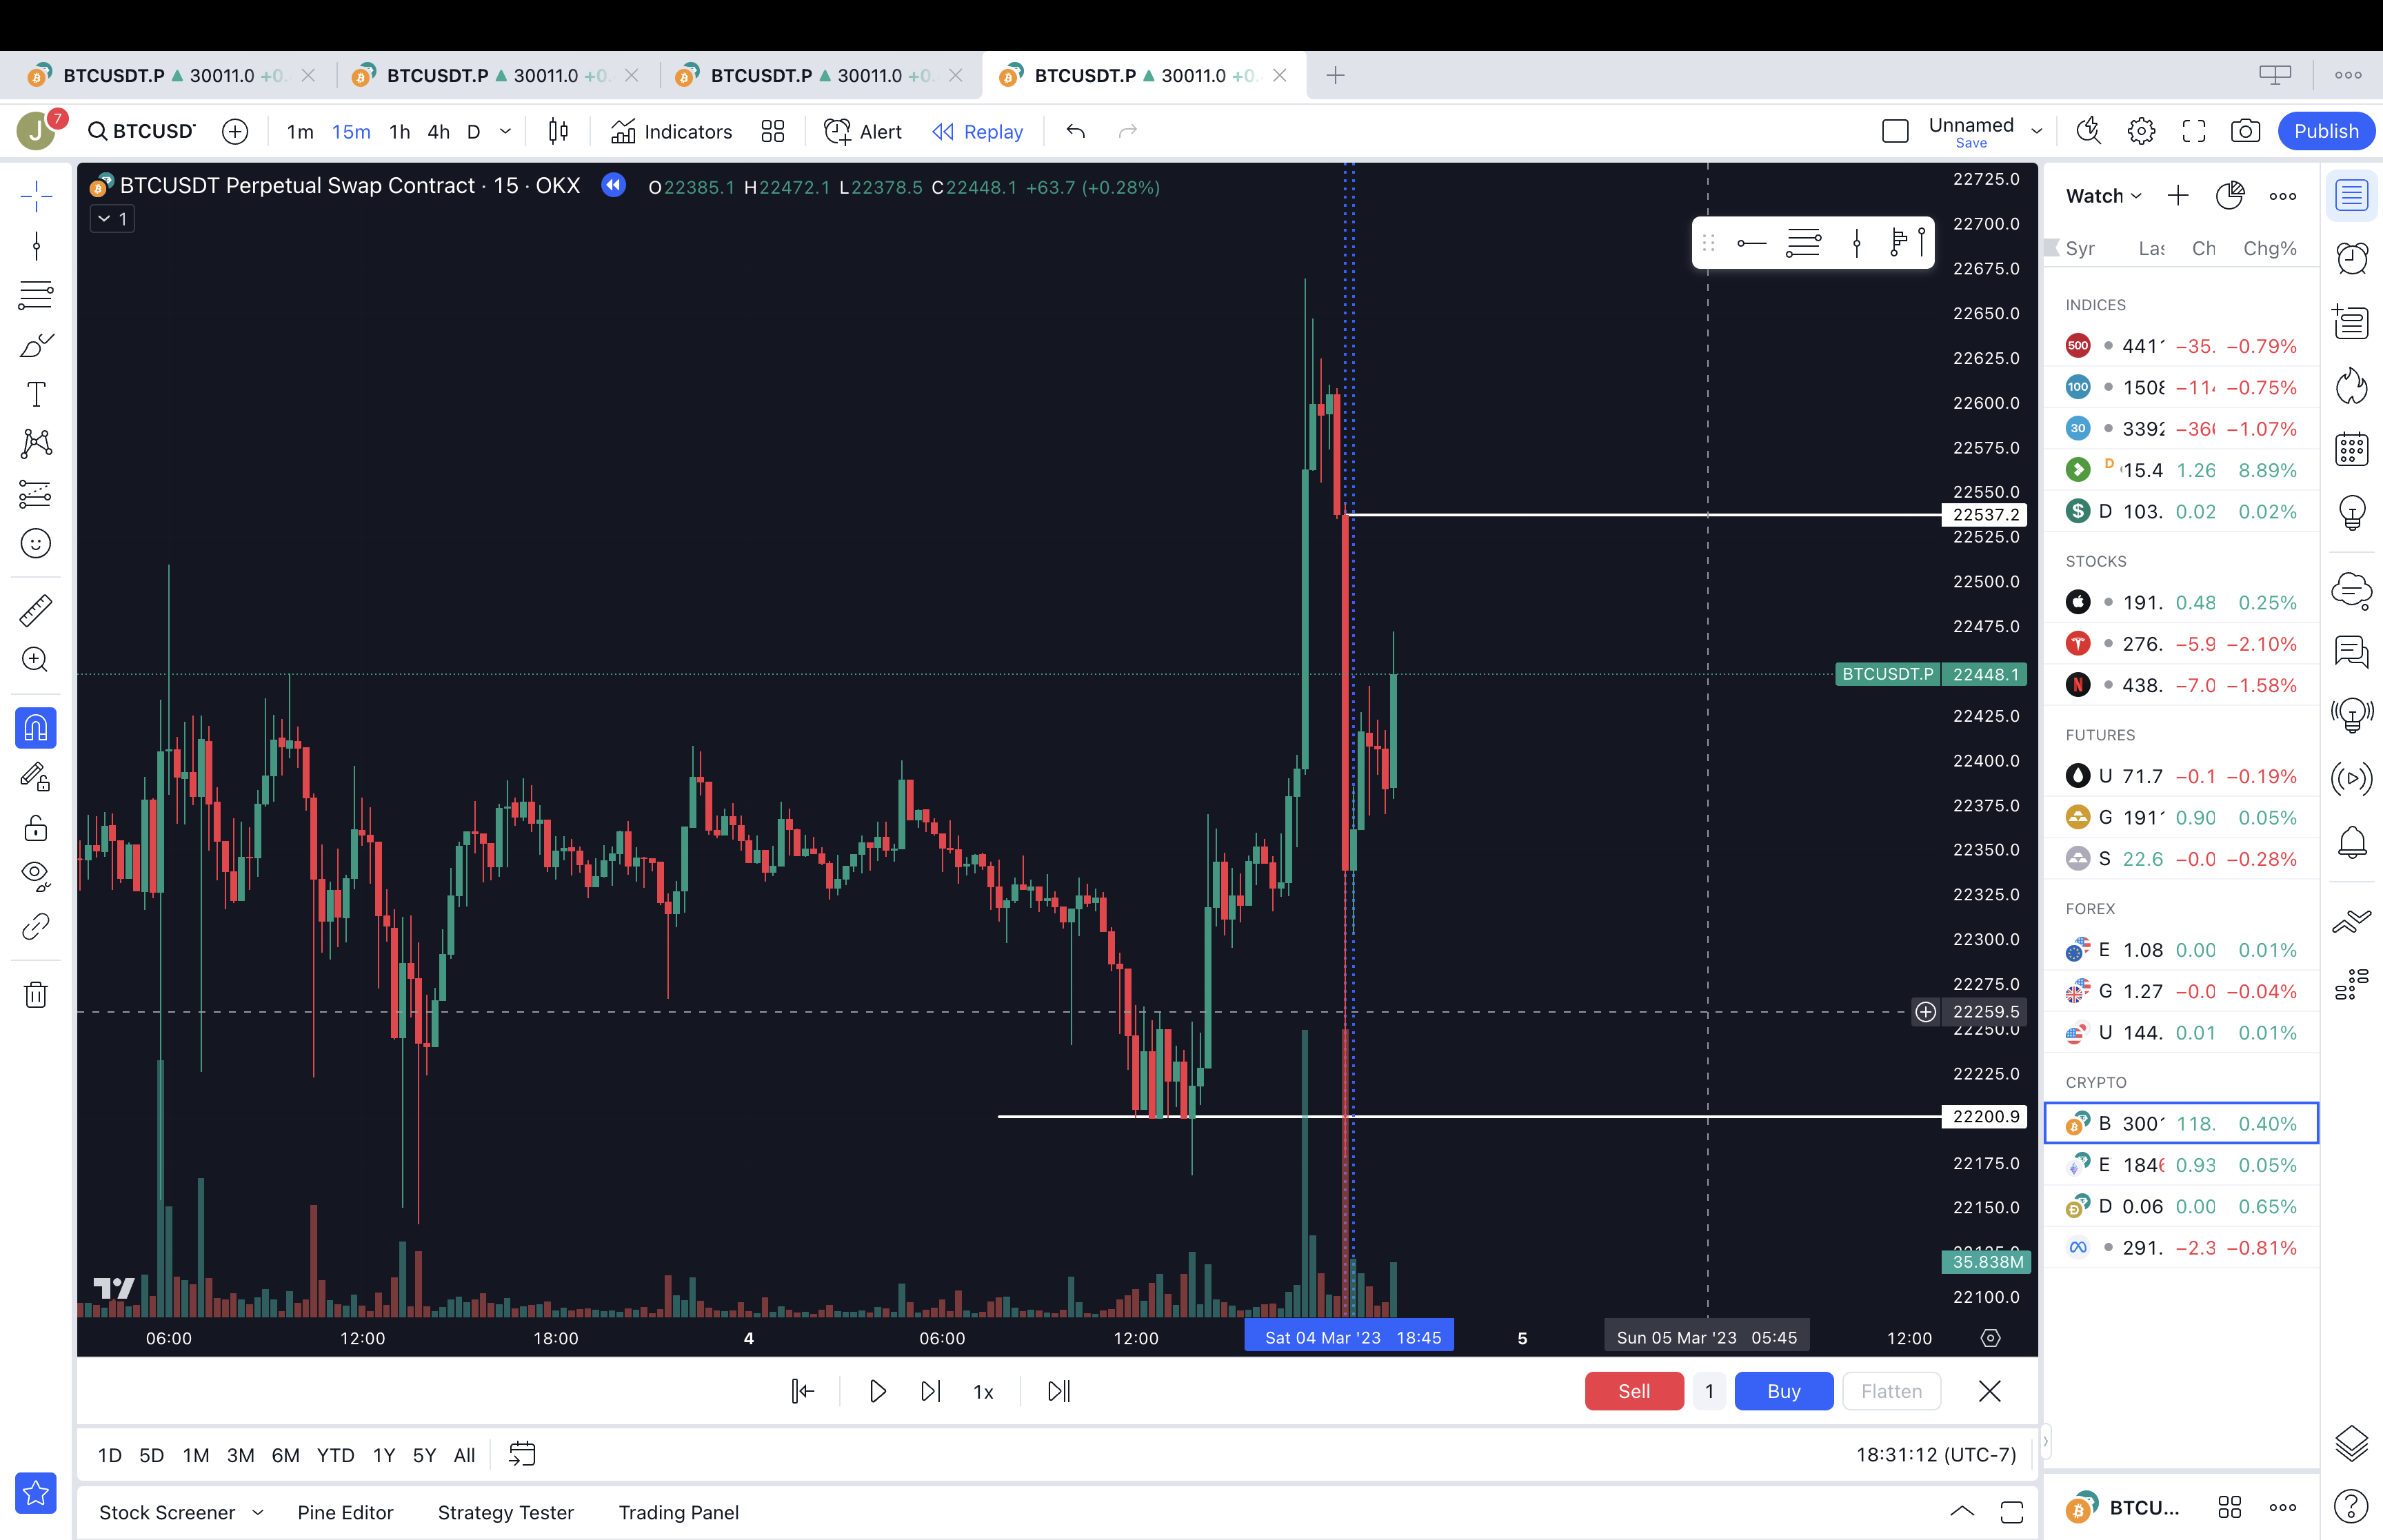 BTCUSDT.P ▲ 30011.0 +0. BTCUSDT.P ▲ 30011.0 +0. BTCUSDT.P ▲ 30011.0 +0. BTCUSDT.P ▲ 30011.0 +0.
J 7 BTCUSD 1m 15m 1h 4h D Indicators Alert Replay Unnamed Publish
Save
BTCUSDT Perpetual Swap Contract · 15 · OKX O22385.1 H22472.1 L22378.5 C22448.1 +63.7 (+0.28%)
1
22725.0
22700.0
22675.0
22650.0
22625.0
22600.0
22575.0
22550.0
22537.2
22525.0
22500.0
22475.0
BTCUSDT.P 22448.1
22425.0
22400.0
22375.0
22350.0
22325.0
22300.0
22275.0
22259.5
22250.0
22225.0
22200.9
22175.0
22150.0
35.838M
22100.0
06:00 12:00 18:00 4 06:00 12:00 Sat 04 Mar '23 18:45 5 Sun 05 Mar '23 05:45 12:00
1x Sell 1 Buy Flatten
1D 5D 1M 3M 6M YTD 1Y 5Y All 18:31:12 (UTC-7)
Stock Screener Pine Editor Strategy Tester Trading Panel
Watch
Syr Ch Chg%
INDICES
500 441 −35. −0.79%
100 1508 −11 −0.75%
30 3392 −36 −1.07%
D 15.4 1.26 8.89%
$ D 103. 0.02 0.02%
STOCKS
191. 0.48 0.25%
276. −5.9 −2.10%
N 438. −7.0 −1.58%
FUTURES
U 71.7 −0.1 −0.19%
G 191 0.90 0.05%
S 22.6 −0.0 −0.28%
FOREX
E 1.08 0.00 0.01%
G 1.27 −0.0 −0.04%
U 144. 0.01 0.01%
CRYPTO
B 300 118. 0.40%
E 184 0.93 0.05%
D 0.06 0.00 0.65%
291. −2.3 −0.81%
BTCU...